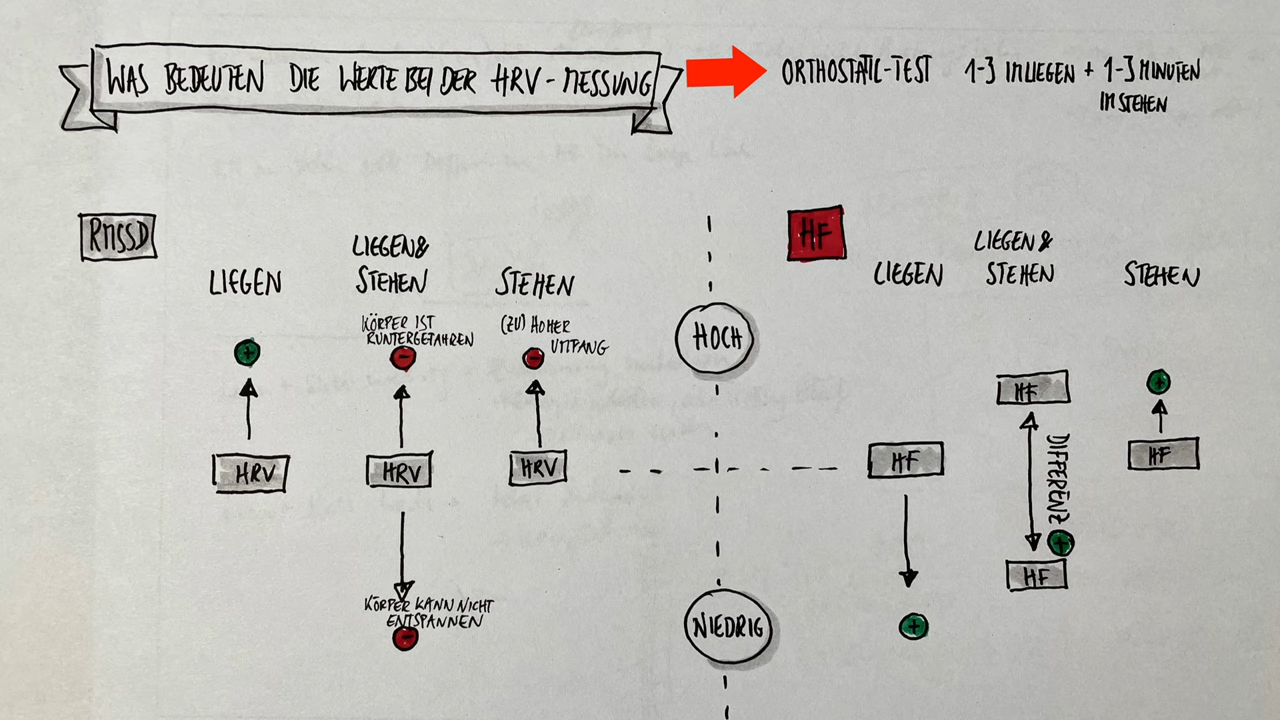 WAS BEDEUTEN DIE WERTE BEI DER HRV-MESSUNG
ORTHOSTATIC-TEST 1-3 IM LIEGEN + 1-3 MINUTEN
IM STEHEN
RMSSD
LIEGEN
LIEGEN &
STEHEN
STEHEN
KÖRPER IST
RUNTERGEFAHREN
(ZU) HOHER
UMFANG
+
-
-
HRV
HRV
HRV
KÖRPER KANN NICHT
ENTSPANNEN
-
HOCH
NIEDRIG
HF
LIEGEN
LIEGEN &
STEHEN
STEHEN
HF
+
HF
DIFFERENZ
+
HF
+
HF